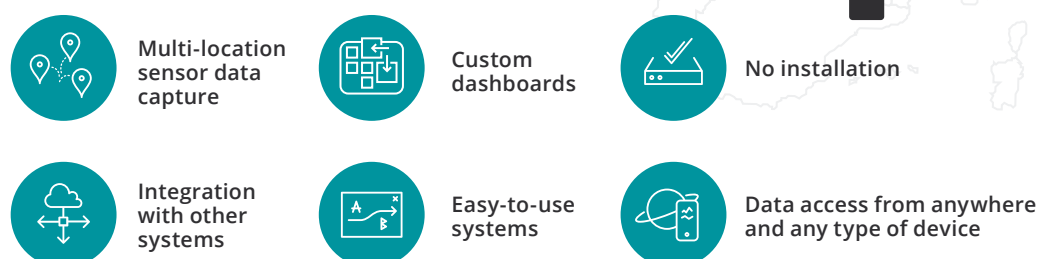 Multi-location
sensor data
capture
Custom
dashboards
No installation
Integration
with other
systems
A
B
Easy-to-use
systems
Data access from anywhere
and any type of device